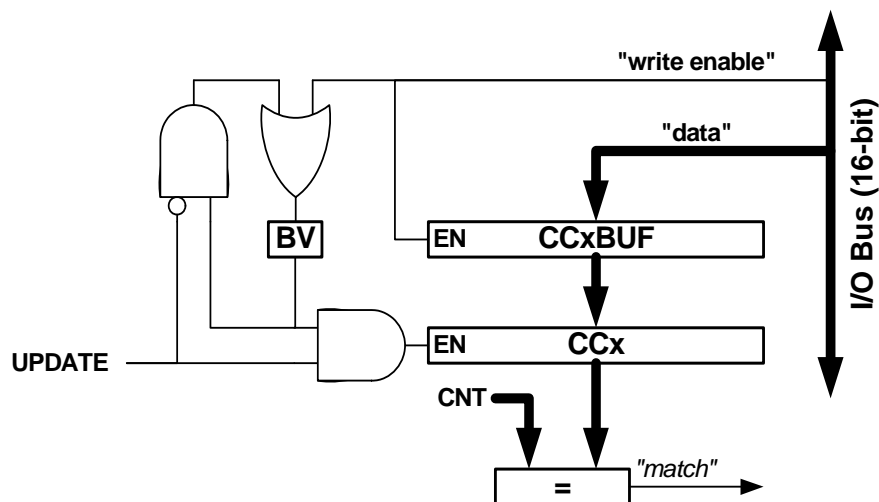 "write enable"
"data"
I/O Bus (16-bit)
BV
EN
CCxBUF
EN
CCx
UPDATE
CNT
=
"match"